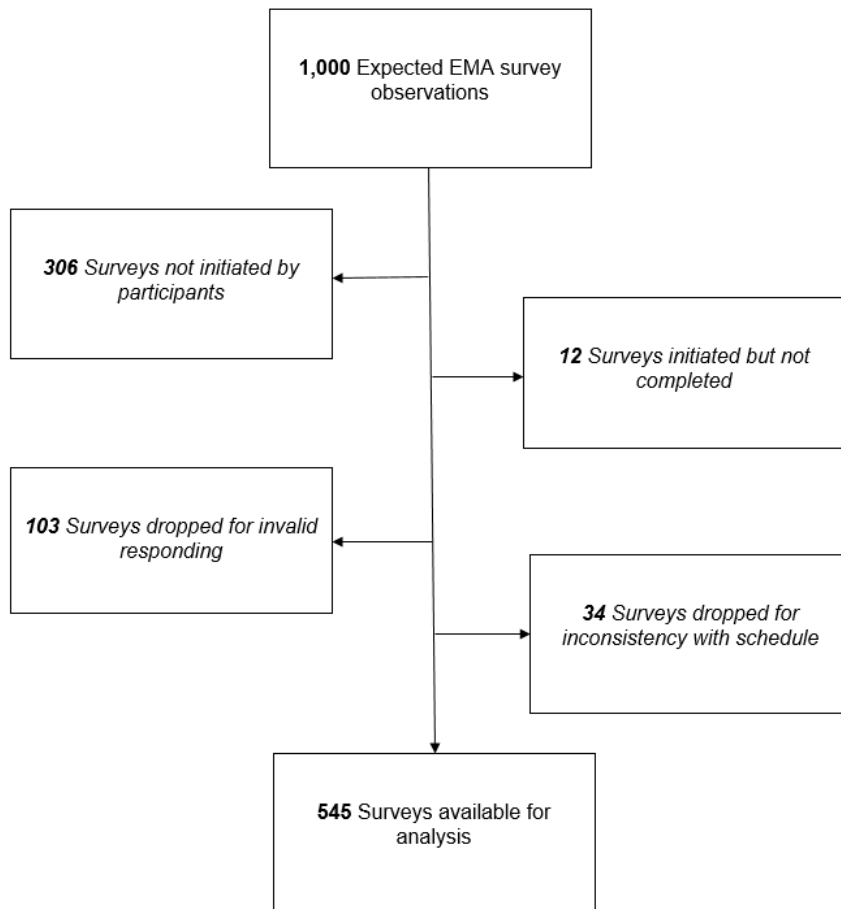 1,000 Expected EMA survey
observations
306 Surveys not initiated by
participants
12 Surveys initiated but not
completed
103 Surveys dropped for invalid
responding
34 Surveys dropped for
inconsistency with schedule
545 Surveys available for
analysis